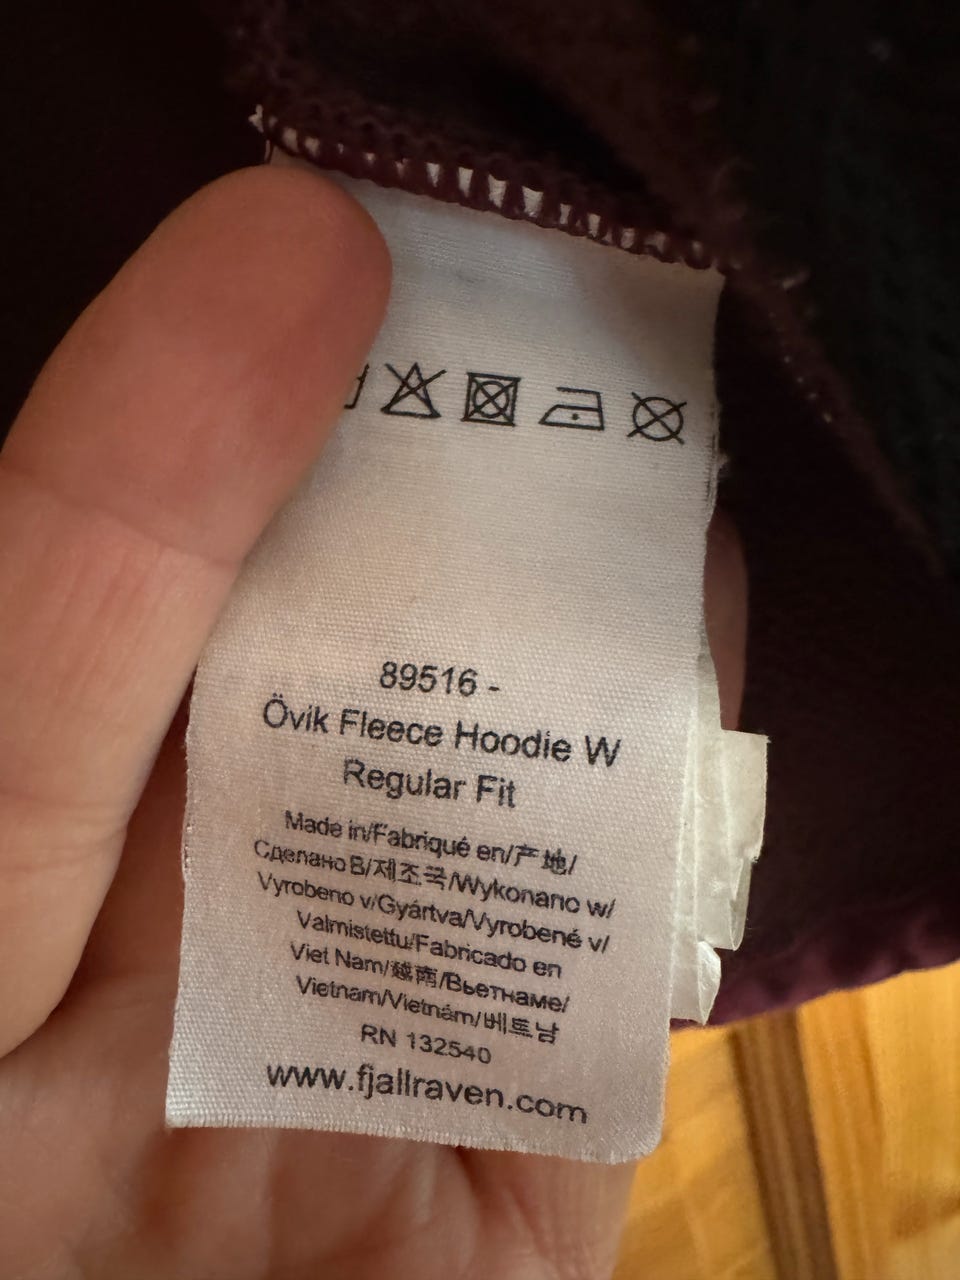 89516 -
Övik Fleece Hoodie W
Regular Fit
Made in/Fabriqué en/产地/
Сделано В/제조국/Wykonano w/
Vyrobeno v/Gyártva/Vyrobené v/
Valmistettu/Fabricado en
Viet Nam/越南/Вьетнаме/
Vietnam/Vietnám/베트남
RN 132540
www.fjallraven.com